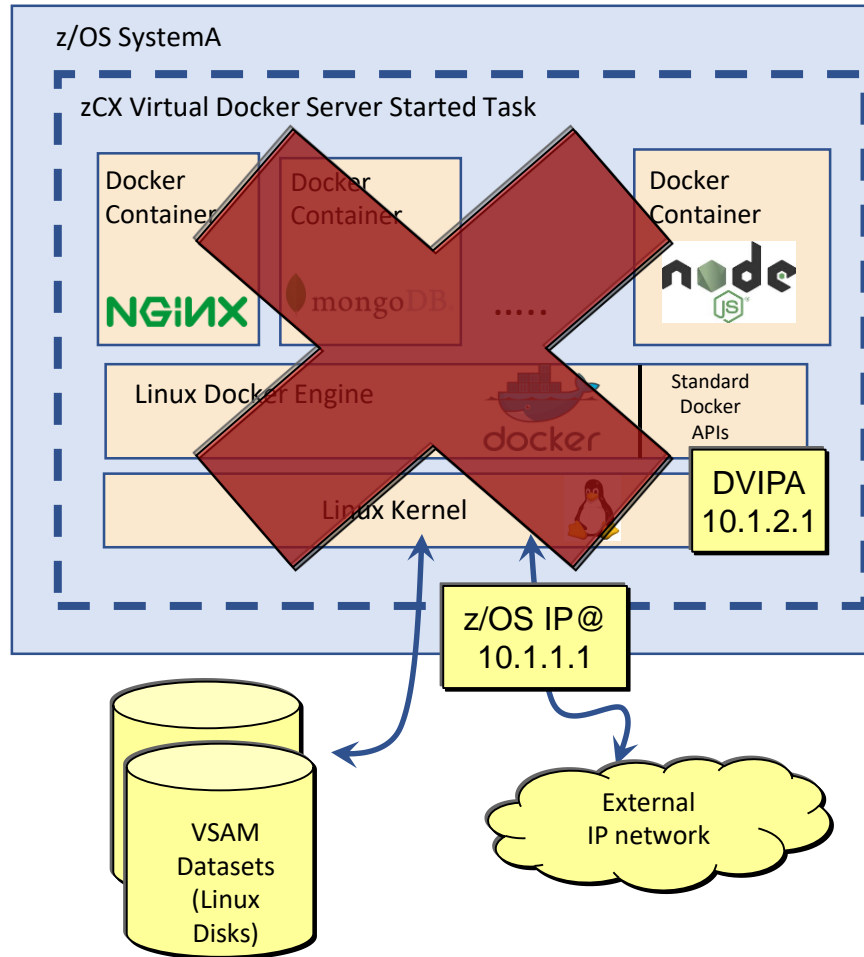 z/OS SystemA
zCX Virtual Docker Server Started Task
Docker
Container
NGiNX
Docker
Container
mongoDB.
.....
Docker
Container
node
JS
Linux Docker Engine
docker
Standard
Docker
APIs
Linux Kernel
DVIPA
10.1.2.1
z/OS IP@
10.1.1.1
VSAM
Datasets
(Linux
Disks)
External
IP network